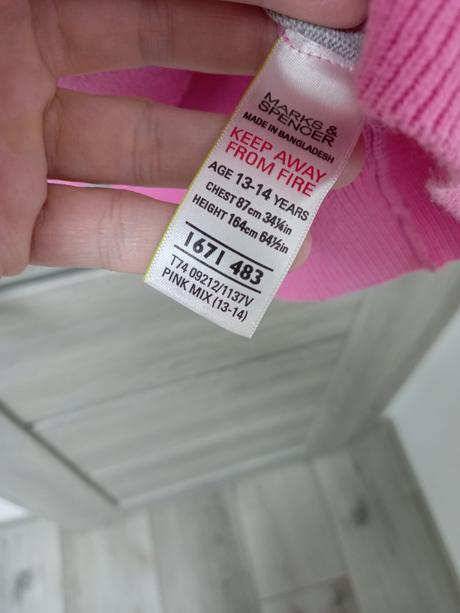 MARKS &
SPENCER
MADE IN BANGLADESH
KEEP AWAY
FROM FIRE
AGE 13-14 YEARS
CHEST 87cm 34¼in
HEIGHT 164cm 64½in
1671 483
T74 09212/1137V
PINK MIX (13-14)